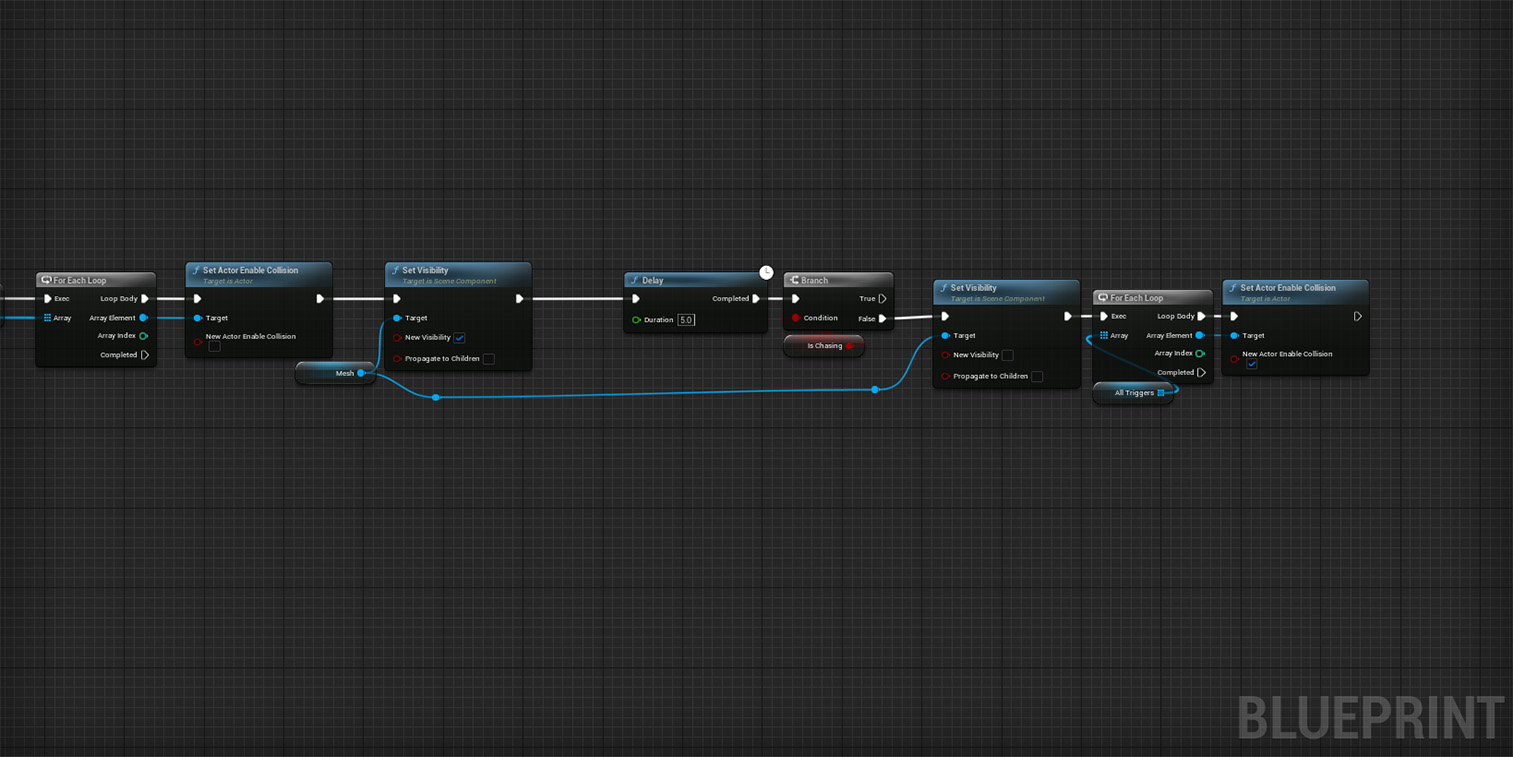 For Each Loop
Exec
Loop Body
Array
Array Element
Array Index
Completed
Set Actor Enable Collision
Target is Actor
Target
New Actor Enable Collision
Set Visibility
Target is Scene Component
Target
New Visibility
Propagate to Children
Mesh
Delay
Completed
Duration 5.0
Branch
True
Condition
False
Is Chasing
Set Visibility
Target is Scene Component
Target
New Visibility
Propagate to Children
For Each Loop
Exec
Loop Body
Array
Array Element
Array Index
Completed
All Triggers
Set Actor Enable Collision
Target is Actor
Target
New Actor Enable Collision
BLUEPRINT